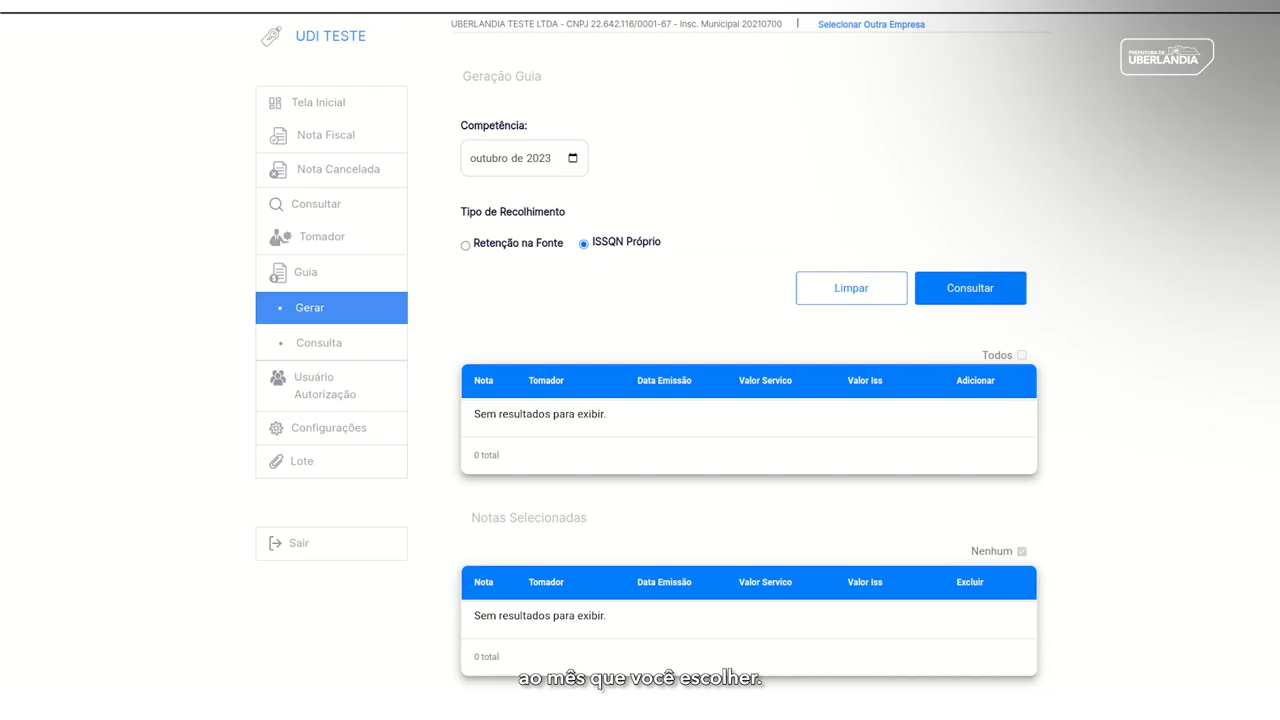 UBERLANDIA TESTE LTDA - CNPJ 22.642.116/0001-67 - Insc. Municipal 20210700 | Selecionar Outra Empresa
UDI TESTE
PREFEITURA DE
UBERLÂNDIA
Tela Inicial
Nota Fiscal
Nota Cancelada
Consultar
Tomador
Guia
• Gerar
• Consulta
Usuário
Autorização
Configurações
Lote
Sair
Geração Guia
Competência:
outubro de 2023
Tipo de Recolhimento
Retenção na Fonte ISSQN Próprio
Limpar Consultar
Todos
Nota Tomador Data Emissão Valor Servico Valor Iss Adicionar
Sem resultados para exibir.
0 total
Notas Selecionadas
Nenhum
Nota Tomador Data Emissão Valor Servico Valor Iss Excluir
Sem resultados para exibir.
0 total
ao mês que você escolher.